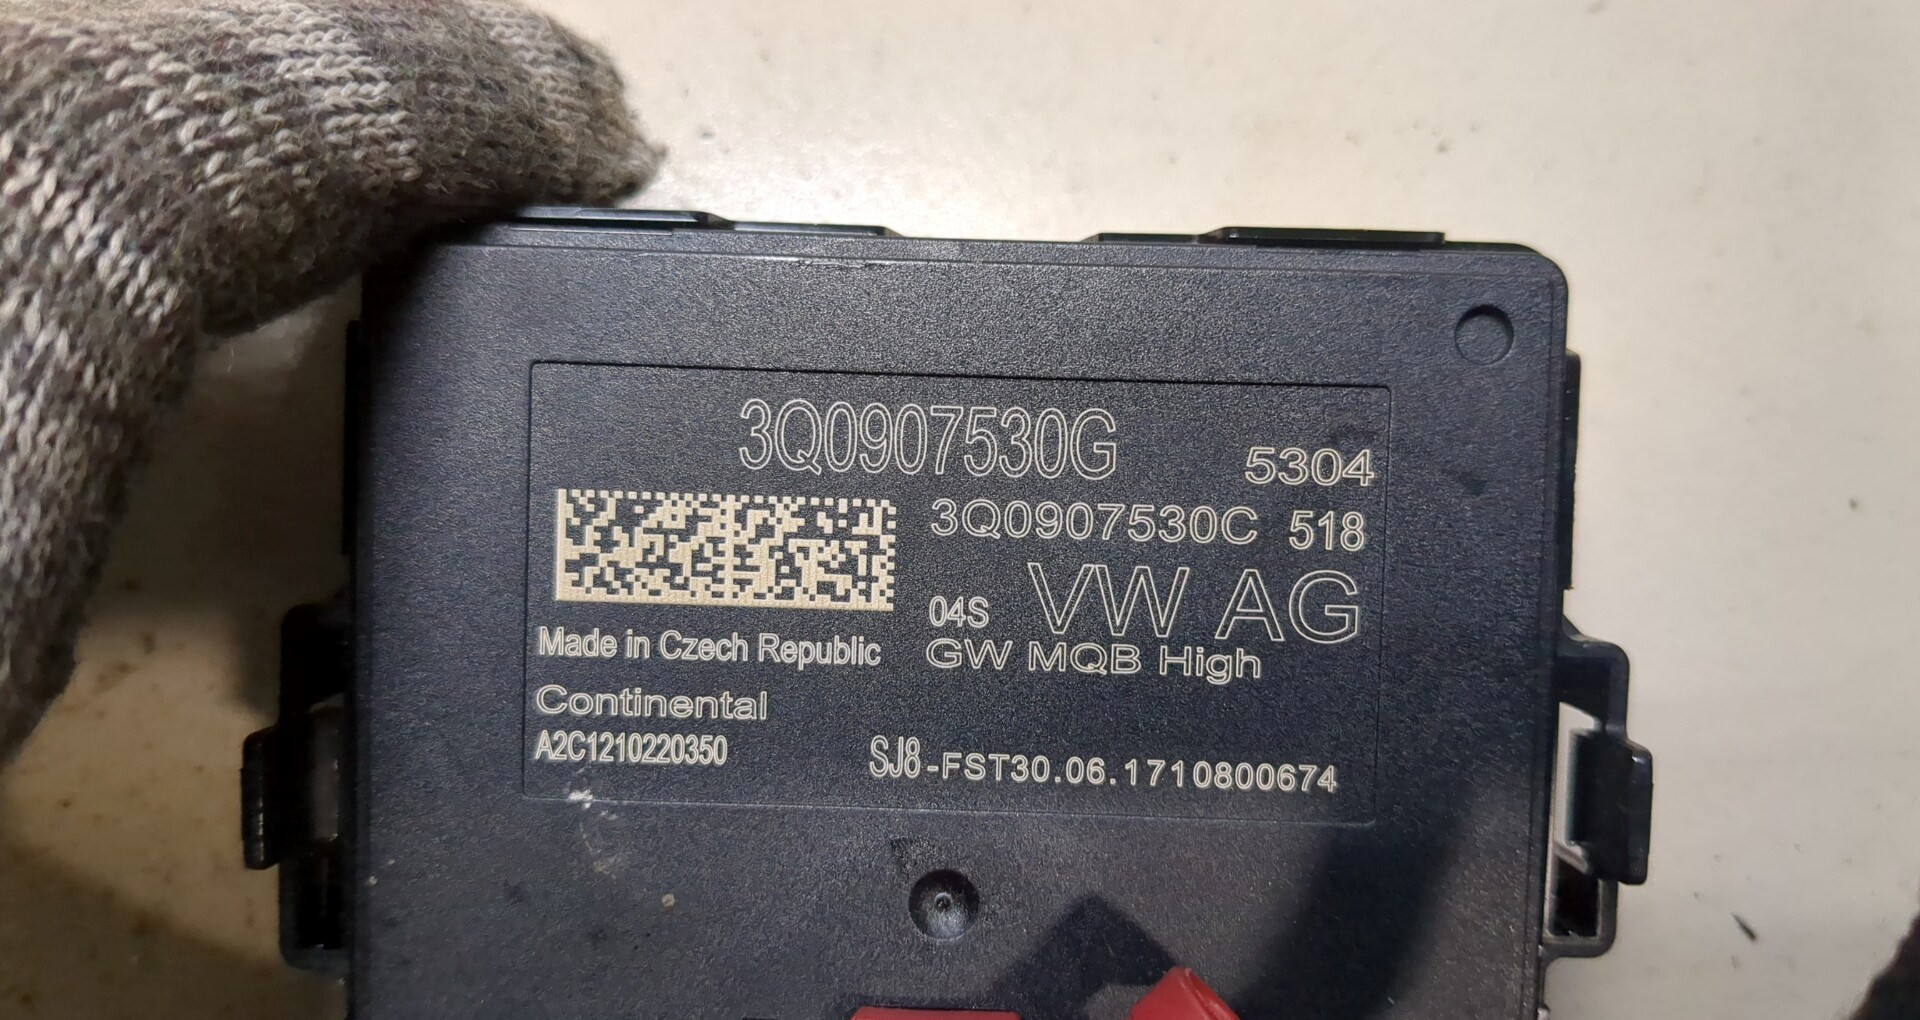 3Q0907530G
5304
3Q0907530C 518
04S VW AG
Made in Czech Republic
GW MQB High
Continental
A2C1210220350
SJ8-FST30.06.1710800674